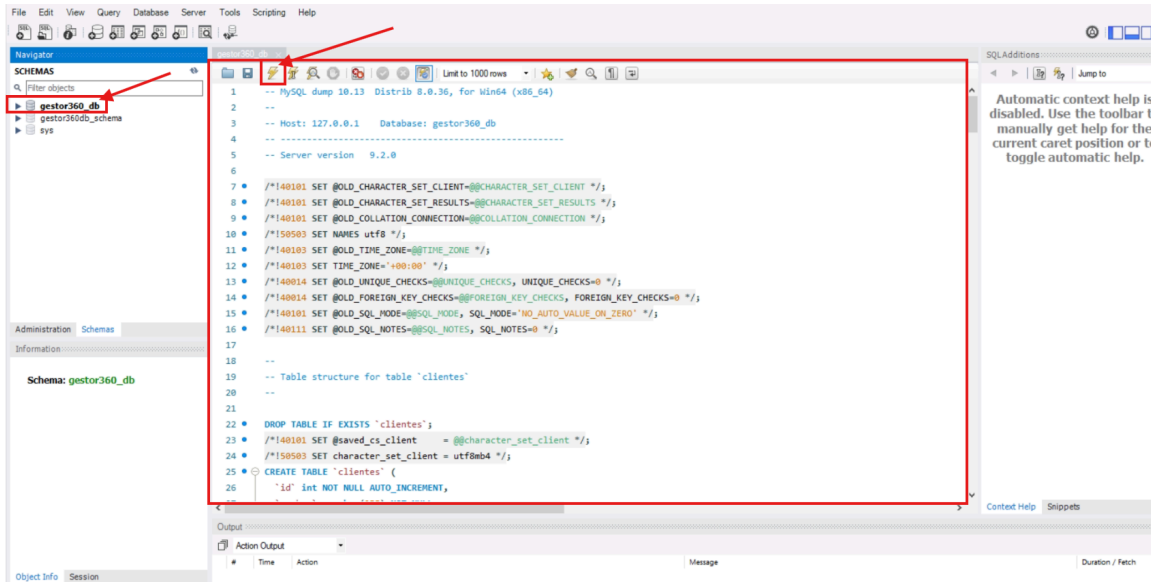 File Edit View Query Database Server Tools Scripting Help
Navigator
SCHEMAS
Filter objects
gestor360_db
gestor360db_schema
sys
Administration Schemas
Information
Schema: gestor360_db
Object Info Session
gestor360_db
Limit to 1000 rows
1 -- MySQL dump 10.13 Distrib 8.0.36, for Win64 (x86_64)
2 --
3 -- Host: 127.0.0.1 Database: gestor360_db
4 -- ------------------------------------------------------
5 -- Server version 9.2.0
6
7 /*!40101 SET @OLD_CHARACTER_SET_CLIENT=@@CHARACTER_SET_CLIENT */;
8 /*!40101 SET @OLD_CHARACTER_SET_RESULTS=@@CHARACTER_SET_RESULTS */;
9 /*!40101 SET @OLD_COLLATION_CONNECTION=@@COLLATION_CONNECTION */;
10 /*!50503 SET NAMES utf8 */;
11 /*!40103 SET @OLD_TIME_ZONE=@@TIME_ZONE */;
12 /*!40103 SET TIME_ZONE='+00:00' */;
13 /*!40014 SET @OLD_UNIQUE_CHECKS=@@UNIQUE_CHECKS, UNIQUE_CHECKS=0 */;
14 /*!40014 SET @OLD_FOREIGN_KEY_CHECKS=@@FOREIGN_KEY_CHECKS, FOREIGN_KEY_CHECKS=0 */;
15 /*!40101 SET @OLD_SQL_MODE=@@SQL_MODE, SQL_MODE='NO_AUTO_VALUE_ON_ZERO' */;
16 /*!40111 SET @OLD_SQL_NOTES=@@SQL_NOTES, SQL_NOTES=0 */;
17
18 --
19 -- Table structure for table `clientes`
20 --
21
22 DROP TABLE IF EXISTS `clientes`;
23 /*!40101 SET @saved_cs_client = @@character_set_client */;
24 /*!50503 SET character_set_client = utf8mb4 */;
25 CREATE TABLE `clientes` (
26 `id` int NOT NULL AUTO_INCREMENT,
Output
Action Output
# Time Action Message Duration / Fetch
SQLAdditions
Jump to
Automatic context help is
disabled. Use the toolbar
manually get help for the
current caret position or
toggle automatic help.
Context Help Snippets